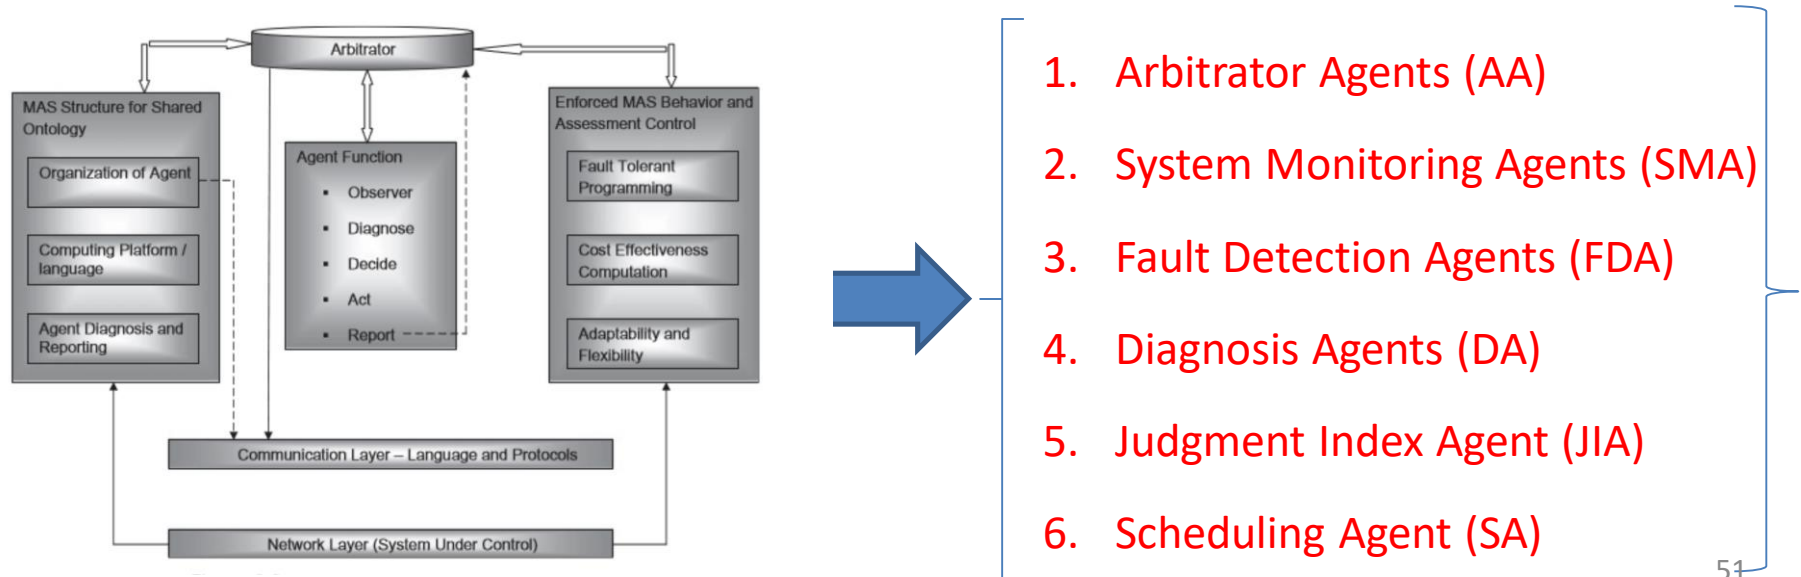 Arbitrator
MAS Structure for Shared
Ontology
Organization of Agent
Computing Platform /
language
Agent Diagnosis and
Reporting
Agent Function
▪ Observer
▪ Diagnose
▪ Decide
▪ Act
▪ Report
Enforced MAS Behavior and
Assessment Control
Fault Tolerant
Programming
Cost Effectiveness
Computation
Adaptability and
Flexibility
Communication Layer – Language and Protocols
Network Layer (System Under Control)
1. Arbitrator Agents (AA)
2. System Monitoring Agents (SMA)
3. Fault Detection Agents (FDA)
4. Diagnosis Agents (DA)
5. Judgment Index Agent (JIA)
6. Scheduling Agent (SA)
51